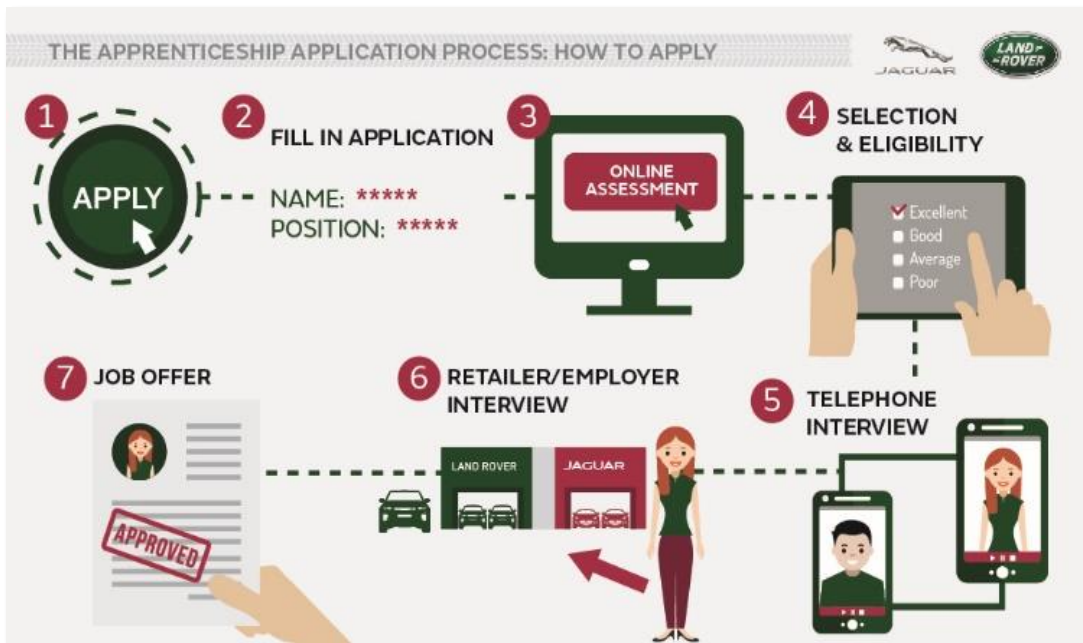 THE APPRENTICESHIP APPLICATION PROCESS: HOW TO APPLY
JAGUAR
LAND-
-ROVER
1
APPLY
2
FILL IN APPLICATION
NAME: *****
POSITION: *****
3
ONLINE
ASSESSMENT
4
SELECTION
& ELIGIBILITY
Excellent
Good
Average
Poor
5
TELEPHONE
INTERVIEW
6
RETAILER/EMPLOYER
INTERVIEW
LAND ROVER
JAGUAR
7
JOB OFFER
APPROVED